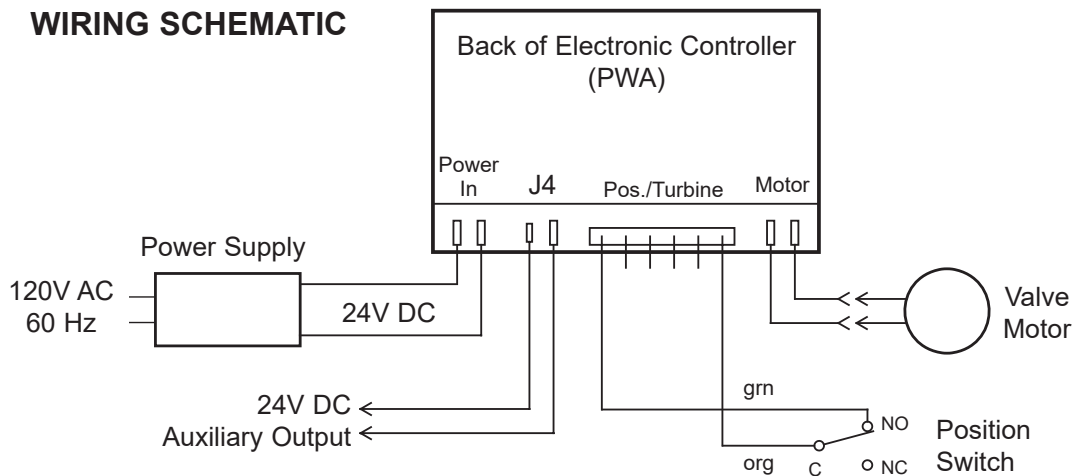 WIRING SCHEMATIC
Back of Electronic Controller
(PWA)
Power
In
J4
Pos./Turbine
Motor
Power Supply
120V AC
60 Hz
24V DC
Valve
Motor
24V DC
Auxiliary Output
grn
org
NO
C
NC
Position
Switch